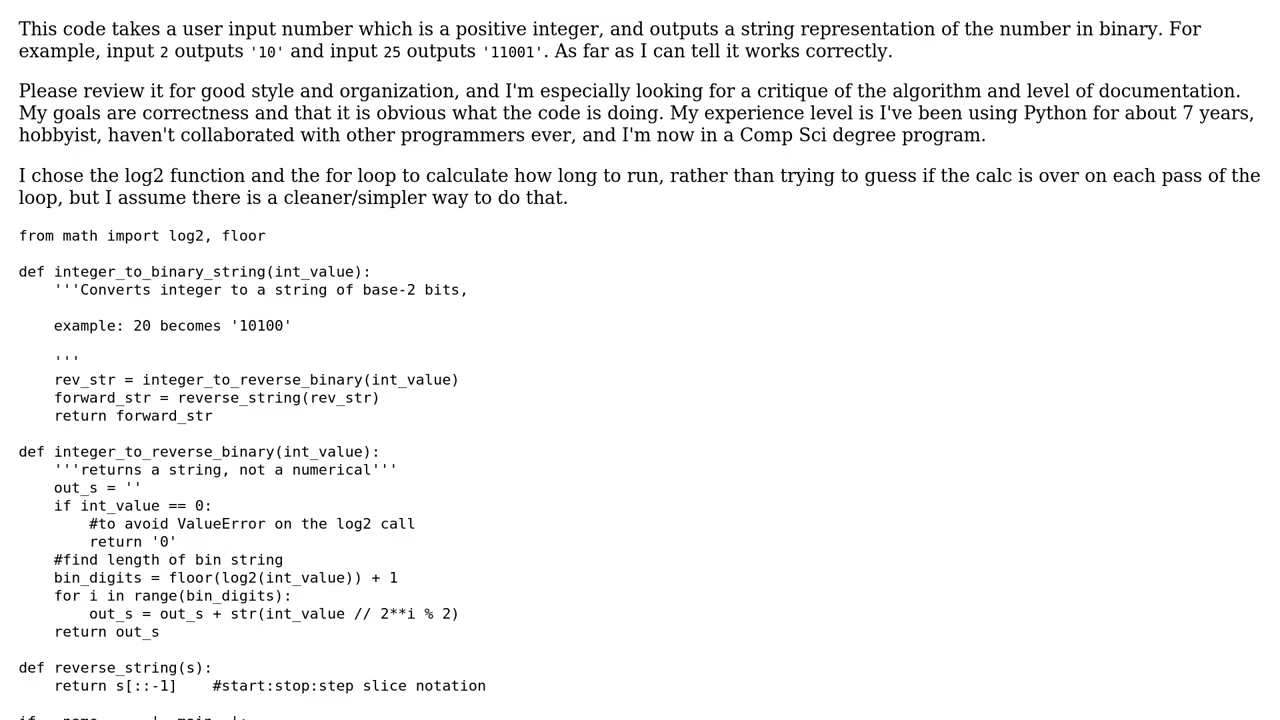 This code takes a user input number which is a positive integer, and outputs a string representation of the number in binary. For
example, input 2 outputs '10' and input 25 outputs '11001'. As far as I can tell it works correctly.
Please review it for good style and organization, and I'm especially looking for a critique of the algorithm and level of documentation.
My goals are correctness and that it is obvious what the code is doing. My experience level is I've been using Python for about 7 years,
hobbyist, haven't collaborated with other programmers ever, and I'm now in a Comp Sci degree program.
I chose the log2 function and the for loop to calculate how long to run, rather than trying to guess if the calc is over on each pass of the
loop, but I assume there is a cleaner/simpler way to do that.
from math import log2, floor
def integer_to_binary_string(int_value):
    '''Converts integer to a string of base-2 bits,
    example: 20 becomes '10100'
    '''
    rev_str = integer_to_reverse_binary(int_value)
    forward_str = reverse_string(rev_str)
    return forward_str
def integer_to_reverse_binary(int_value):
    '''returns a string, not a numerical'''
    out_s = ''
    if int_value == 0:
        #to avoid ValueError on the log2 call
        return '0'
    #find length of bin string
    bin_digits = floor(log2(int_value)) + 1
    for i in range(bin_digits):
        out_s = out_s + str(int_value // 2**i % 2)
    return out_s
def reverse_string(s):
    return s[::-1]    #start:stop:step slice notation